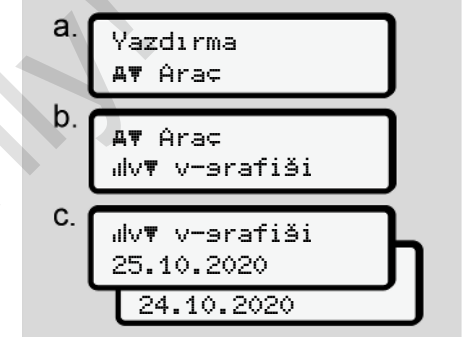 a.
Yazdırma
Araç
b.
Araç
v-grafiği
c.
v-grafiği
25.10.2020
24.10.2020